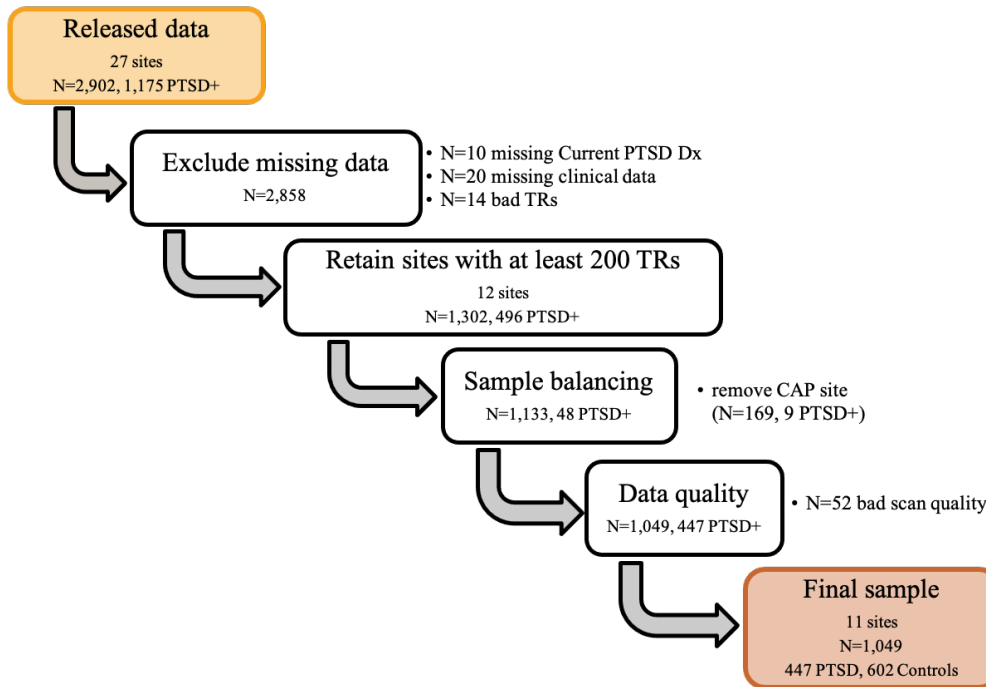 Released data
27 sites
N=2,902, 1,175 PTSD+
Exclude missing data
N=2,858
• N=10 missing Current PTSD Dx
• N=20 missing clinical data
• N=14 bad TRs
Retain sites with at least 200 TRs
12 sites
N=1,302, 496 PTSD+
Sample balancing
N=1,133, 48 PTSD+
• remove CAP site
(N=169, 9 PTSD+)
Data quality
N=1,049, 447 PTSD+
• N=52 bad scan quality
Final sample
11 sites
N=1,049
447 PTSD, 602 Controls